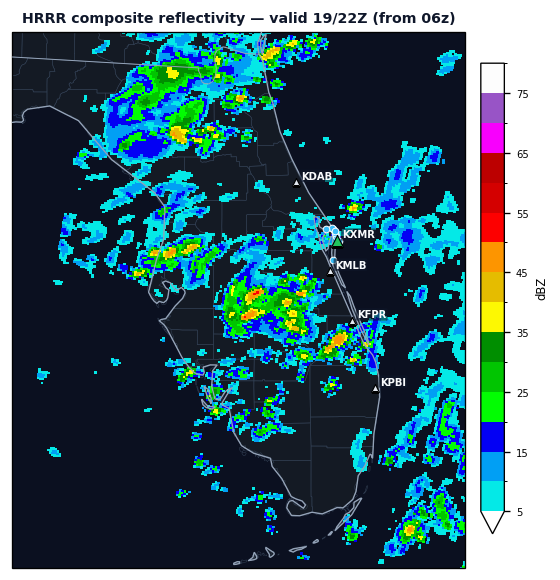 HRRR composite reflectivity — valid 19/22Z (from 06z)
KDAB
KXMR
KMLB
KFPR
KPBI
75
65
55
45
35
25
15
5
dBZ